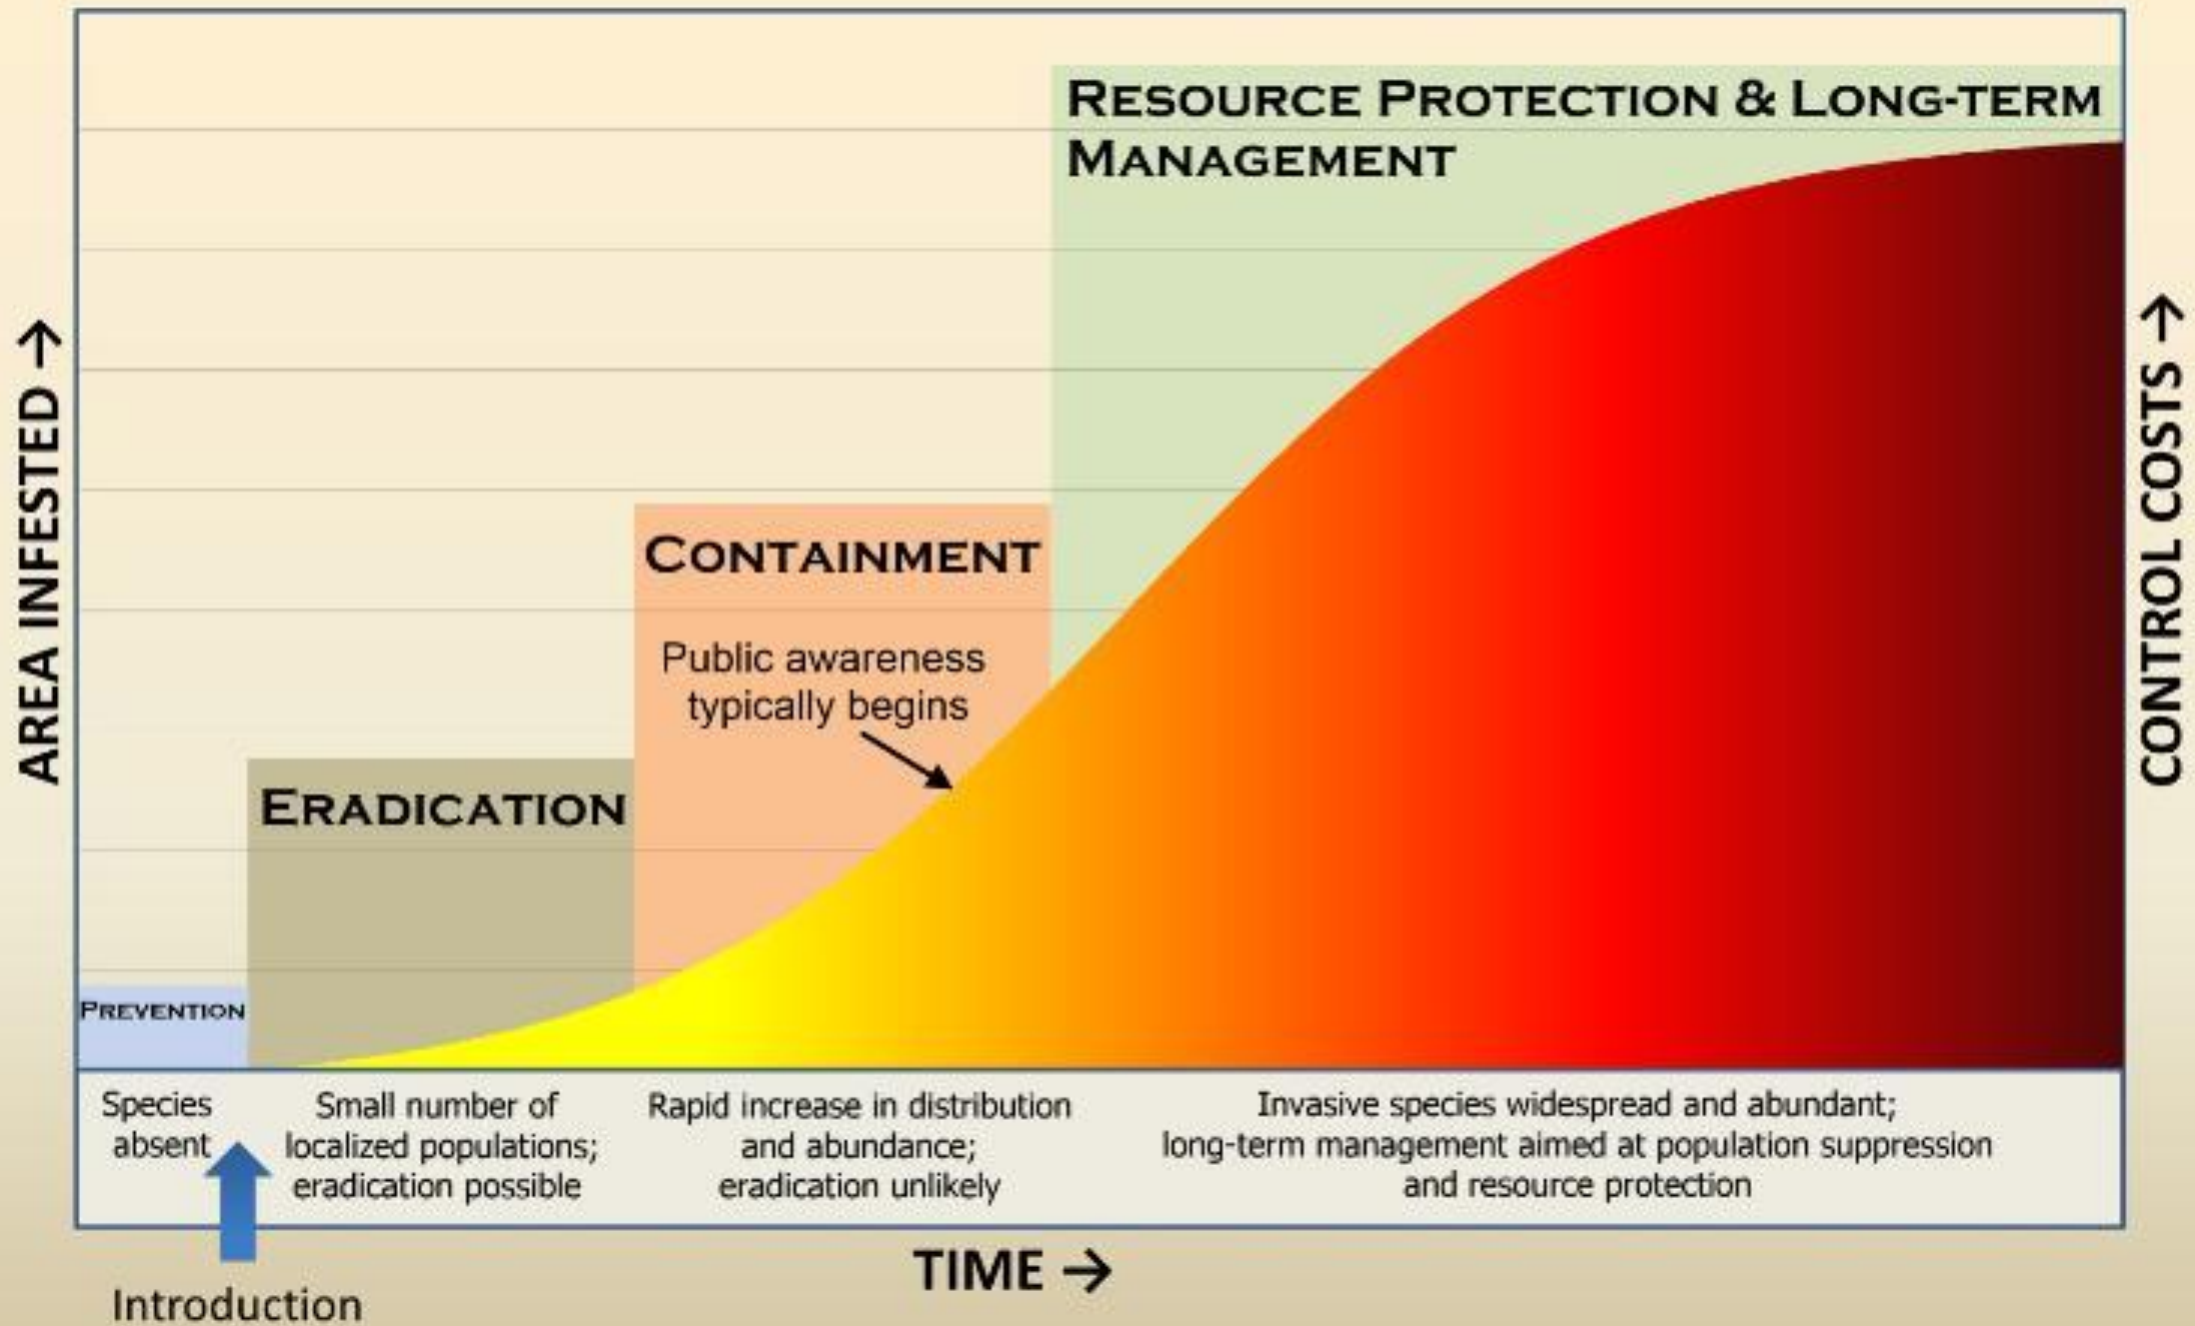 RESOURCE PROTECTION & LONG-TERM
MANAGEMENT
CONTAINMENT
Public awareness
typically begins
ERADICATION
PREVENTION
AREA INFESTED →
CONTROL COSTS →
Species
absent
Small number of
localized populations;
eradication possible
Rapid increase in distribution
and abundance;
eradication unlikely
Invasive species widespread and abundant;
long-term management aimed at population suppression
and resource protection
TIME →
Introduction